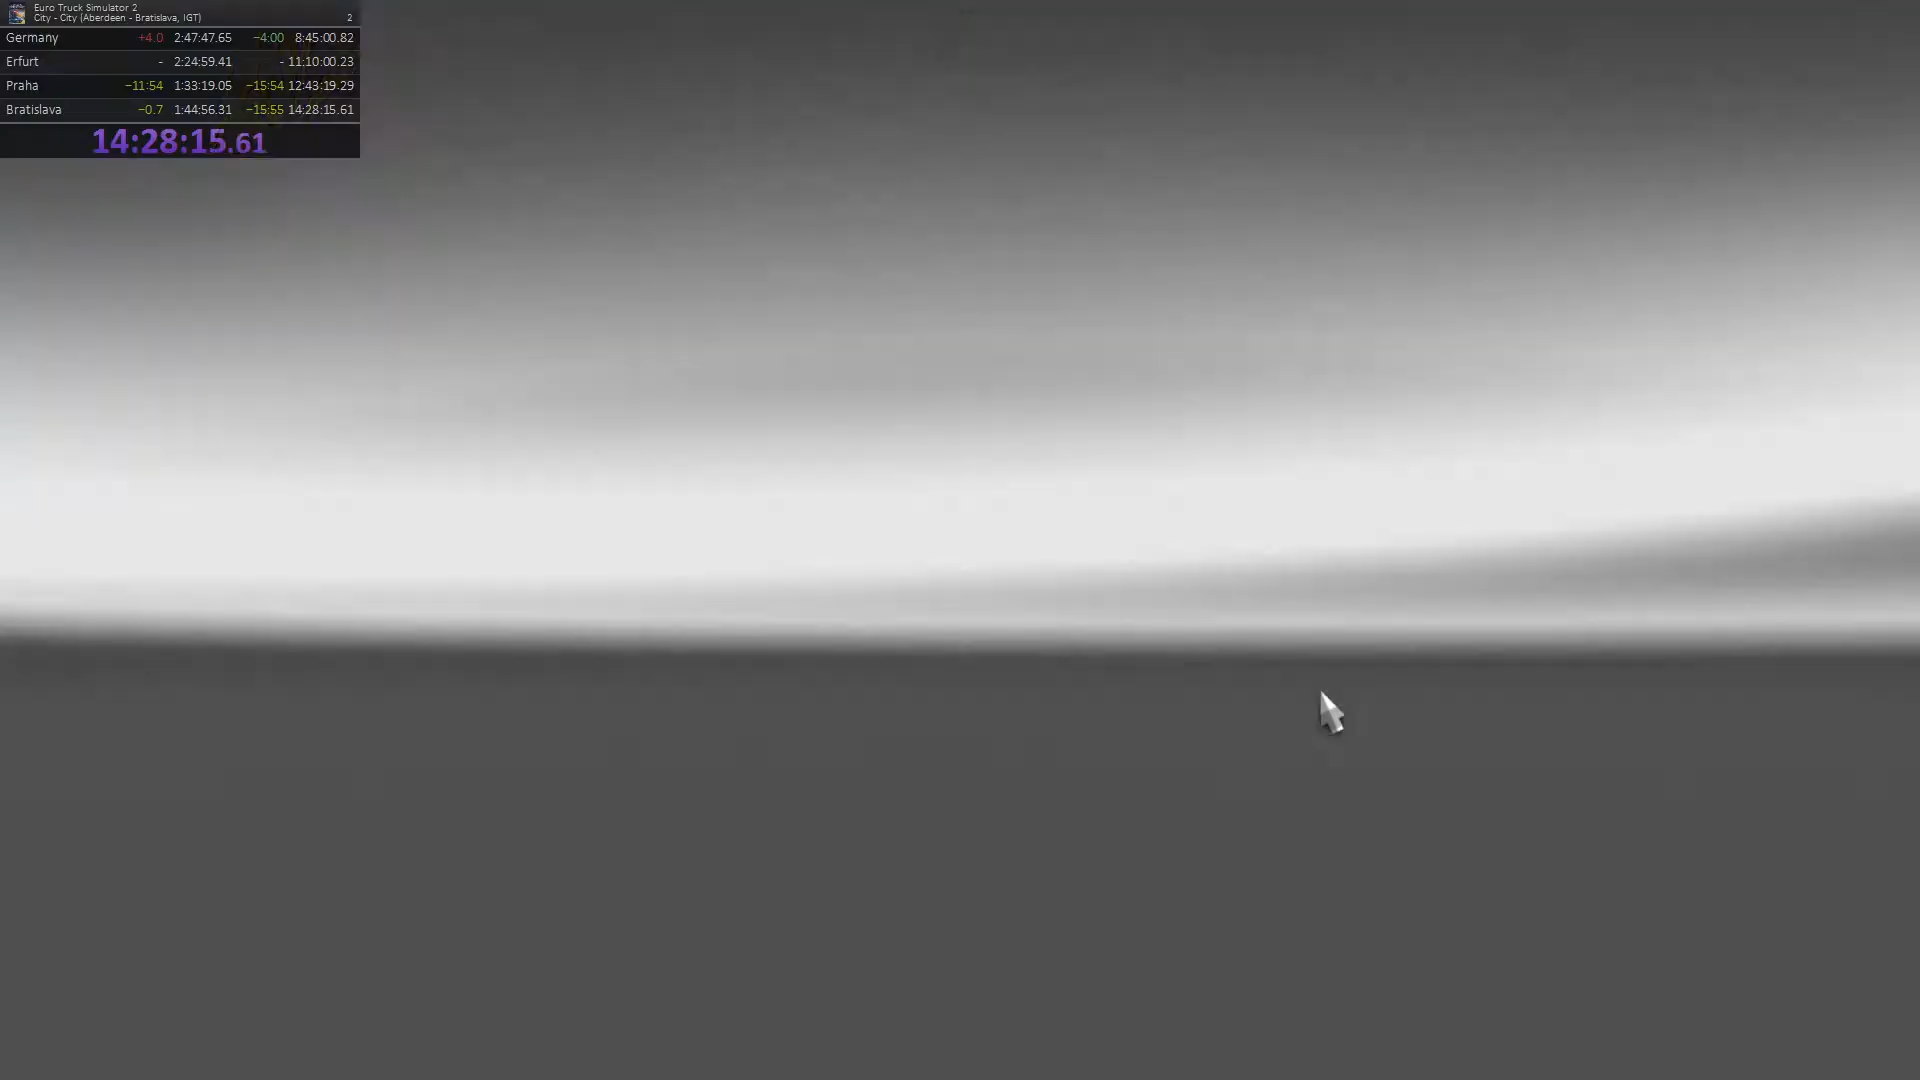 Euro Truck Simulator 2
City - City (Aberdeen - Bratislava, IGT) 2
Germany +4.0 2:47:47.65 −4:00 8:45:00.82
Erfurt - 2:24:59.41 - 11:10:00.23
Praha −11:54 1:33:19.05 −15:54 12:43:19.29
Bratislava −0.7 1:44:56.31 −15:55 14:28:15.61
14:28:15.61